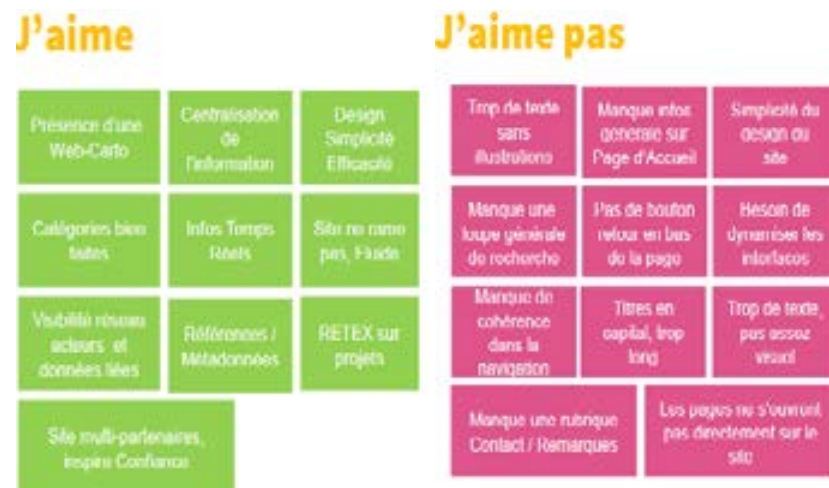 J'aime
Présence d'une
Web-Carto
Centralisation
de
l'information
Design
Simplicité
Efficacité
Catégories bien
faites
Infos Temps
Réels
Site ne rame
pas, Fluide
Visibilité réseau
acteurs et
données liées
Références /
Métadonnées
RETEX sur
projets
Site multi-partenaires,
inspire Confiance
J'aime pas
Trop de texte
sans
illustrations
Manque infos
generale sur
Page d'Accueil
Simplicité du
design du
site
Manque une
loupe générale
de recherche
Pas de bouton
retour en bas
de la page
Besoin de
dynamiser les
interfaces
Manque de
cohérence
dans la
navigation
Titres en
capital, trop
long
Trop de texte,
pas assez
visuel
Manque une rubrique
Contact / Remarques
Les pages ne s'ouvrent
pas directement sur le
site